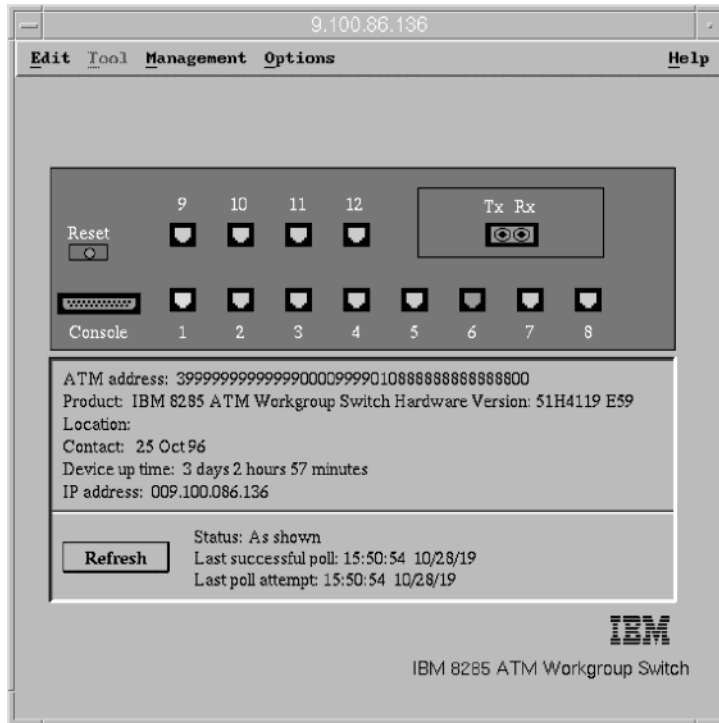 9.100.86.136
Edit Tool Management Options Help
9 10 11 12 Tx Rx
Reset
Console 1 2 3 4 5 6 7 8
ATM address: 3999999999999900009999010888888888888800
Product: IBM 8285 ATM Workgroup Switch Hardware Version: 51H4119 E59
Location:
Contact: 25 Oct 96
Device up time: 3 days 2 hours 57 minutes
IP address: 009.100.086.136
Status: As shown
Refresh Last successful poll: 15:50:54 10/28/19
Last poll attempt: 15:50:54 10/28/19
IBM
IBM 8285 ATM Workgroup Switch